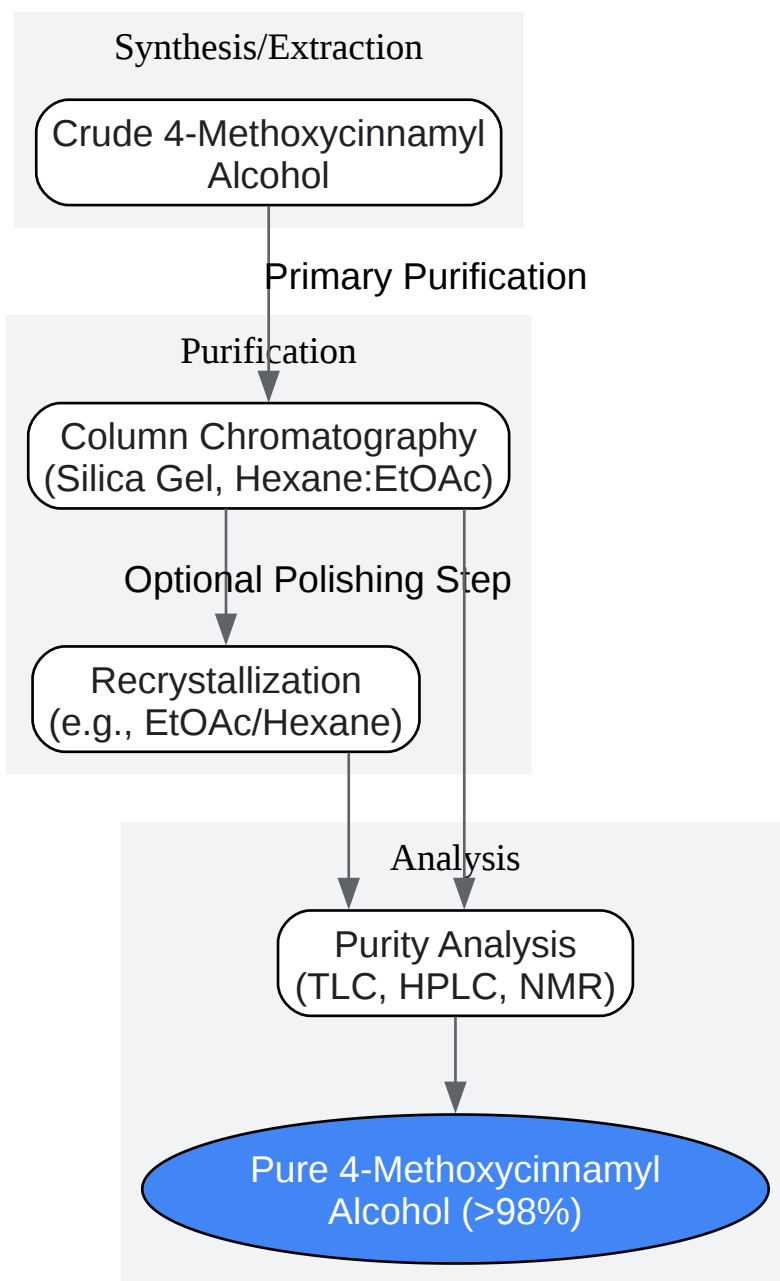 Synthesis/Extraction
Crude 4-Methoxycinnamyl
Alcohol
Primary Purification
Purification
Column Chromatography
(Silica Gel, Hexane:EtOAc)
Optional Polishing Step
Recrystallization
(e.g., EtOAc/Hexane)
Analysis
Purity Analysis
(TLC, HPLC, NMR)
Pure 4-Methoxycinnamyl
Alcohol (>98%)